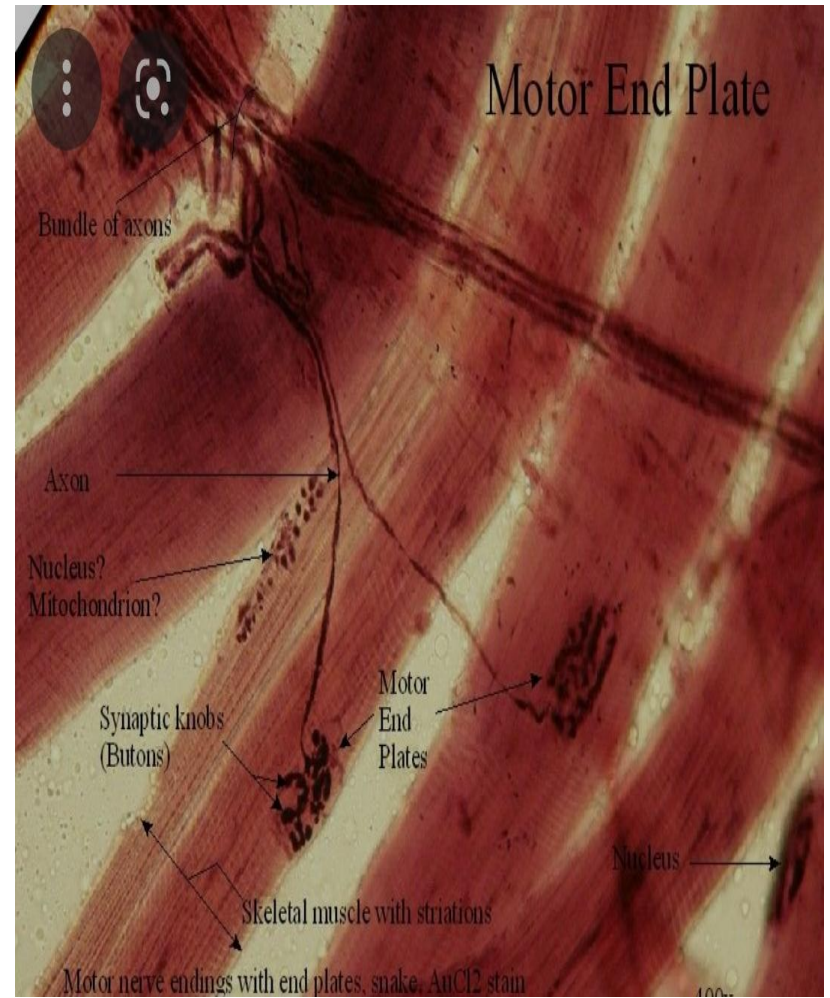 Motor End Plate
Bundle of axons
Axon
Nucleus?
Mitochondrion?
Motor
End
Plates
Synaptic knobs
(Butons)
Nucleus
Skeletal muscle with striations
Motor nerve endings with end plates, snake, AuCl2 stain
400x